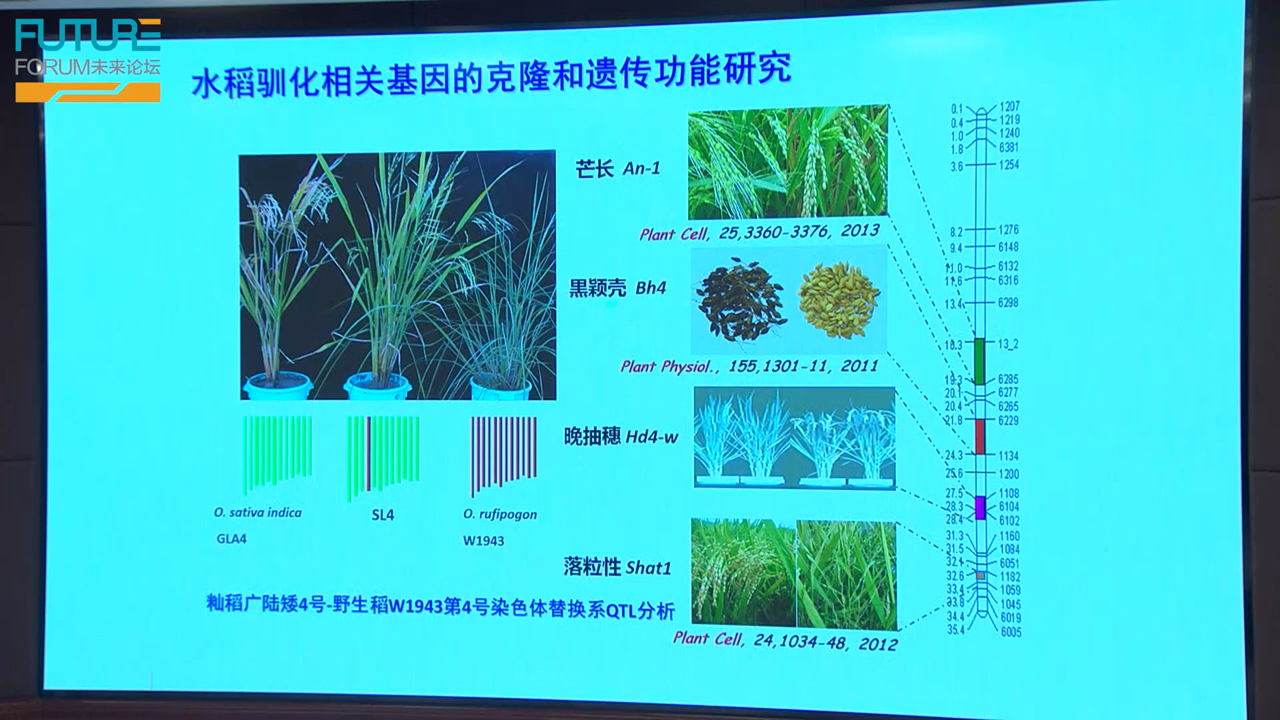 FUTURE
FORUM未来论坛
水稻驯化相关基因的克隆和遗传功能研究
芒长 An-1
Plant Cell, 25,3360-3376, 2013
黑颖壳 Bh4
Plant Physiol., 155,1301-11, 2011
晚抽穗 Hd4-w
落粒性 Shat1
Plant Cell, 24,1034-48, 2012
O. sativa indica
GLA4
SL4
O. rufipogon
W1943
籼稻广陆矮4号-野生稻W1943第4号染色体替换系QTL分析
0.1 1207
0.4 1219
1.0 1240
1.8 6381
3.6 1254
8.2 1276
9.4 6148
11.0 6132
11.6 6316
13.4 6298
18.3 13_2
19.3 6285
20.1 6277
20.4 6265
21.8 6229
24.3 1134
25.6 1200
27.5 1108
28.3 6104
28.4 6102
31.3 1160
31.5 1084
32.1 6051
32.6 1182
33.4 1059
33.8 1045
34.4 6019
35.4 6005